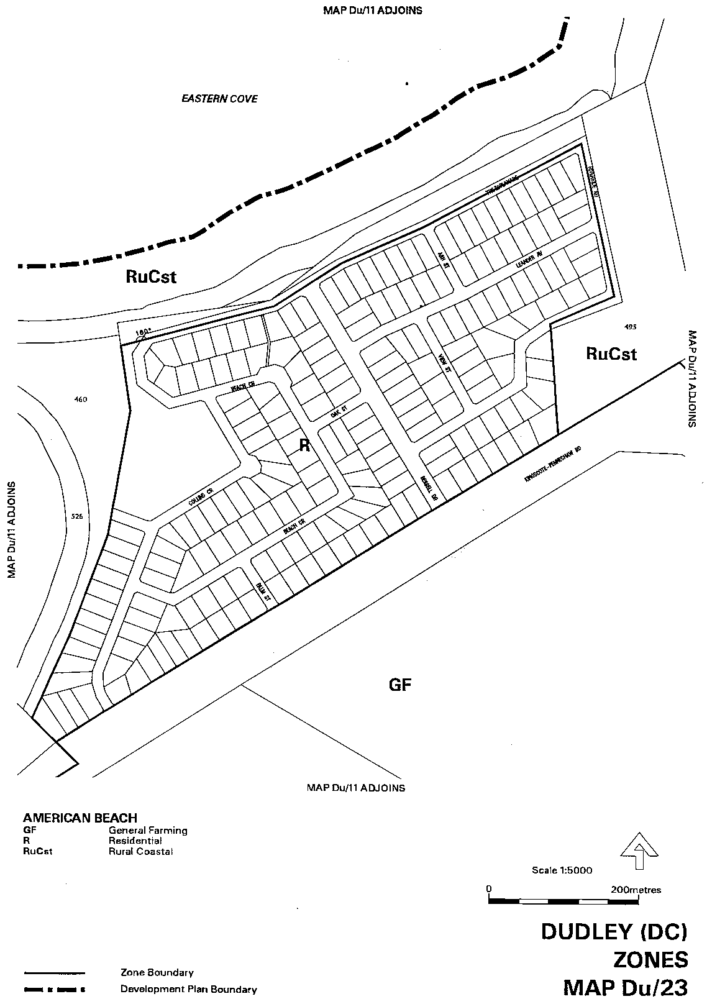 MAP Du/11 ADJOINS
EASTERN COVE
THE ESPLANADE
RIVERSIDE RD
RuCst
ASH ST
LEANDER AV
180°
495
RuCst
MAP Du/11 ADJOINS
VIEW ST
BEACH CR
460
OAK ST
R
KINGSCOTE-PENNESHAW RD
COLLINS CR
526
BEACH CR
MAP Du/11 ADJOINS
PALM ST
GF
MAP Du/11 ADJOINS
AMERICAN BEACH
GF General Farming
R Residential
RuCst Rural Coastal
Scale 1:5000
0 200metres
DUDLEY (DC)
ZONES
MAP Du/23
Zone Boundary
Development Plan Boundary